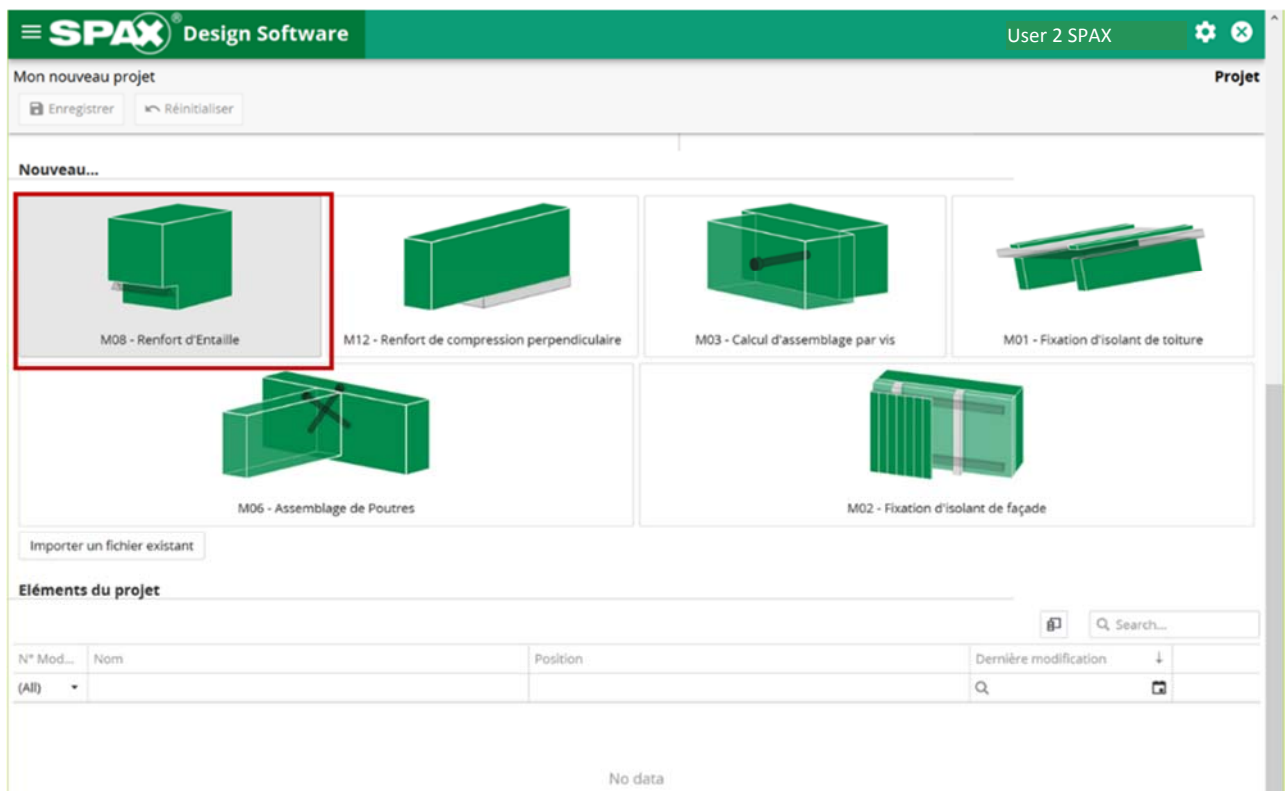 SPAX® Design Software
User 2 SPAX
Mon nouveau projet
Projet
Enregistrer
Réinitialiser
Nouveau...
M08 - Renfort d'Entaille
M12 - Renfort de compression perpendiculaire
M03 - Calcul d'assemblage par vis
M01 - Fixation d'isolant de toiture
M06 - Assemblage de Poutres
M02 - Fixation d'isolant de façade
Importer un fichier existant
Eléments du projet
Search...
N° Mod... Nom Position Dernière modification
(All)
No data